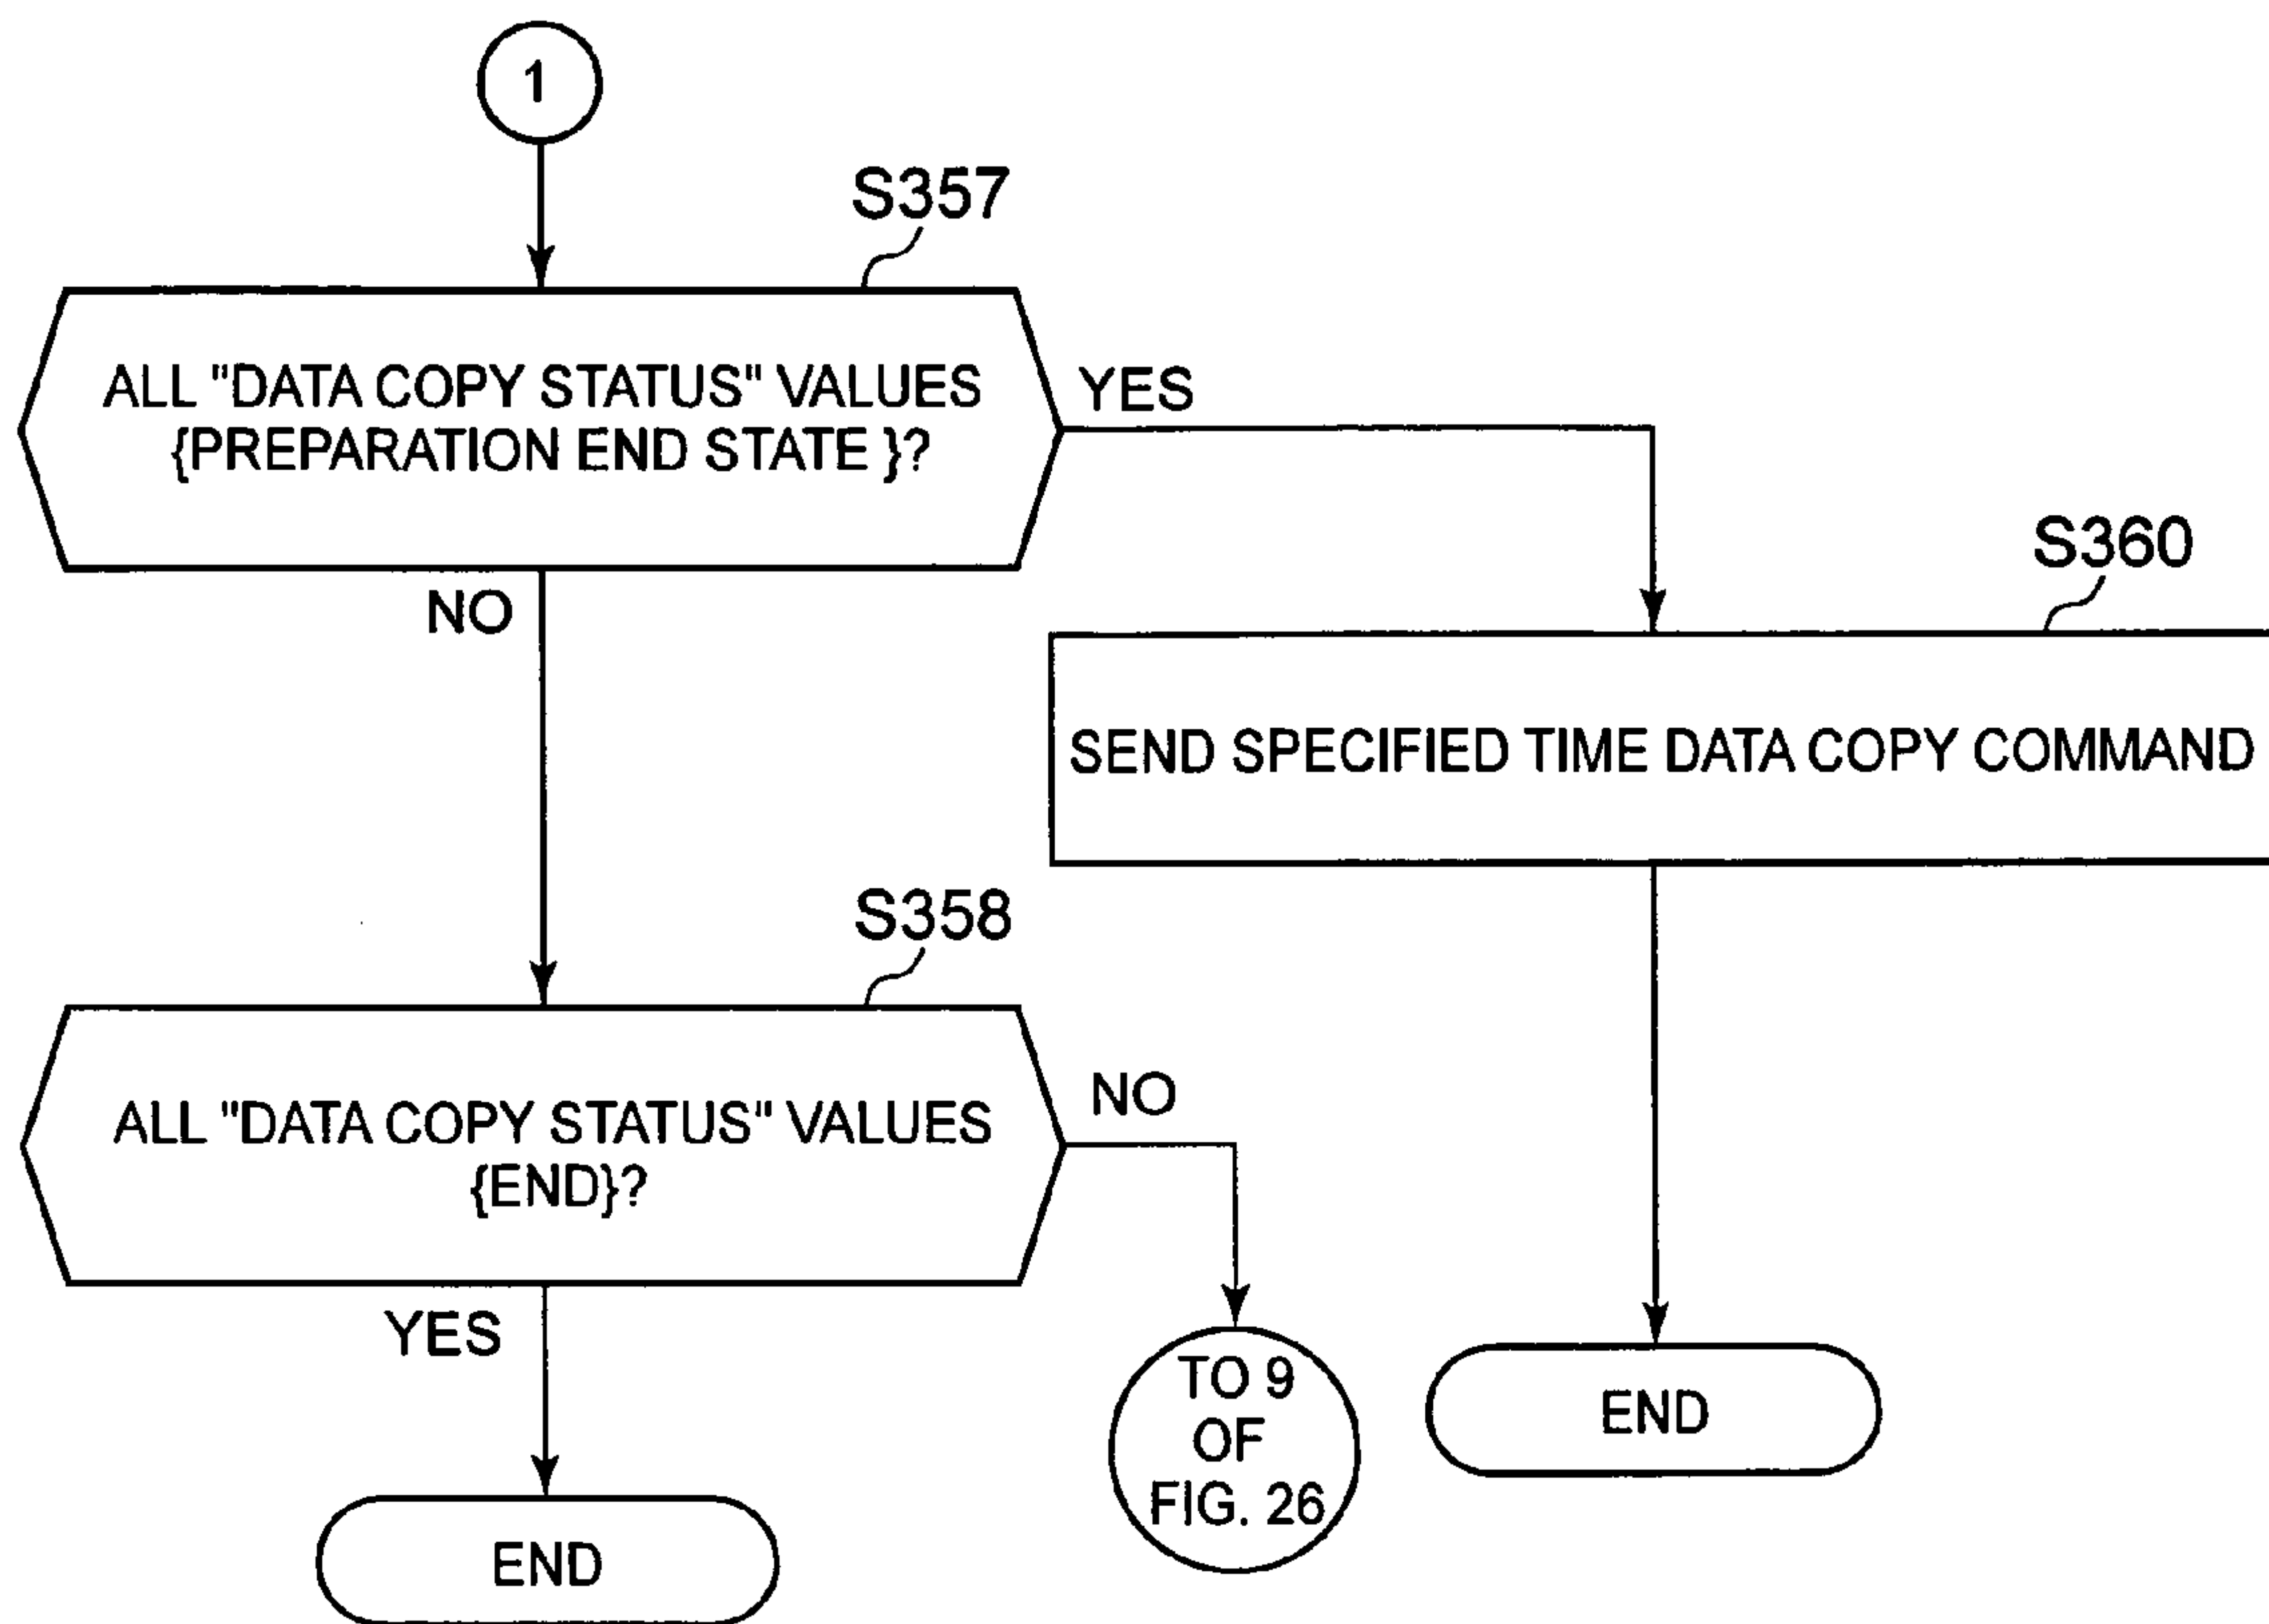 1
S357
ALL "DATA COPY STATUS" VALUES
{PREPARATION END STATE }?
YES
NO
S360
SEND SPECIFIED TIME DATA COPY COMMAND
S358
ALL "DATA COPY STATUS" VALUES
{END}?
NO
YES
TO 9
OF
FIG. 26
END
END